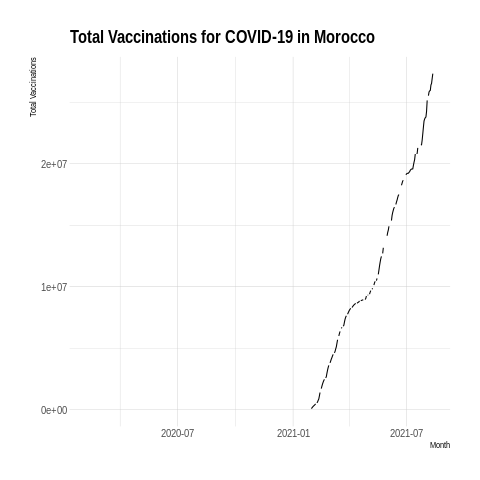 Total Vaccinations for COVID-19 in Morocco
Total Vaccinations
2e+07
1e+07
0e+00
2020-07
2021-01
2021-07
Month